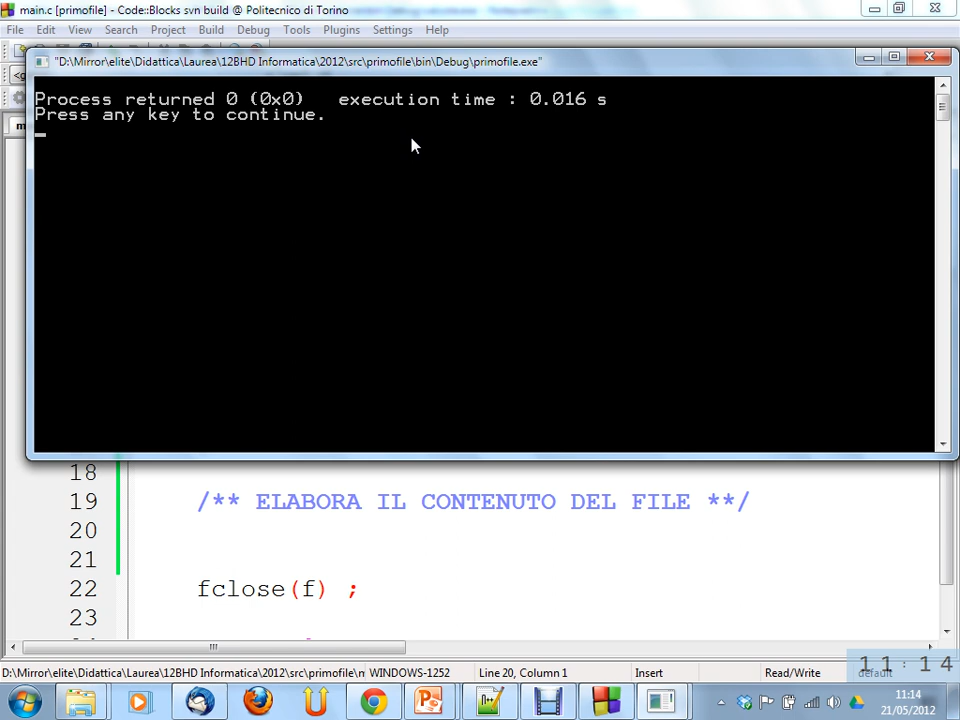 main.c [primofile] - Code::Blocks svn build @ Politecnico di Torino
File Edit View Search Project Build Debug Tools Plugins Settings Help
"D:\Mirror\elite\Didattica\Laurea\12BHD Informatica\2012\src\primofile\bin\Debug\primofile.exe"
Process returned 0 (0x0) execution time : 0.016 s
Press any key to continue.
18
19 /** ELABORA IL CONTENUTO DEL FILE **/
20
21
22 fclose(f) ;
23
D:\Mirror\elite\Didattica\Laurea\12BHD Informatica\2012\src\primofile\m WINDOWS-1252 Line 20, Column 1 Insert Read/Write default
11:14
11:14
21/05/2012